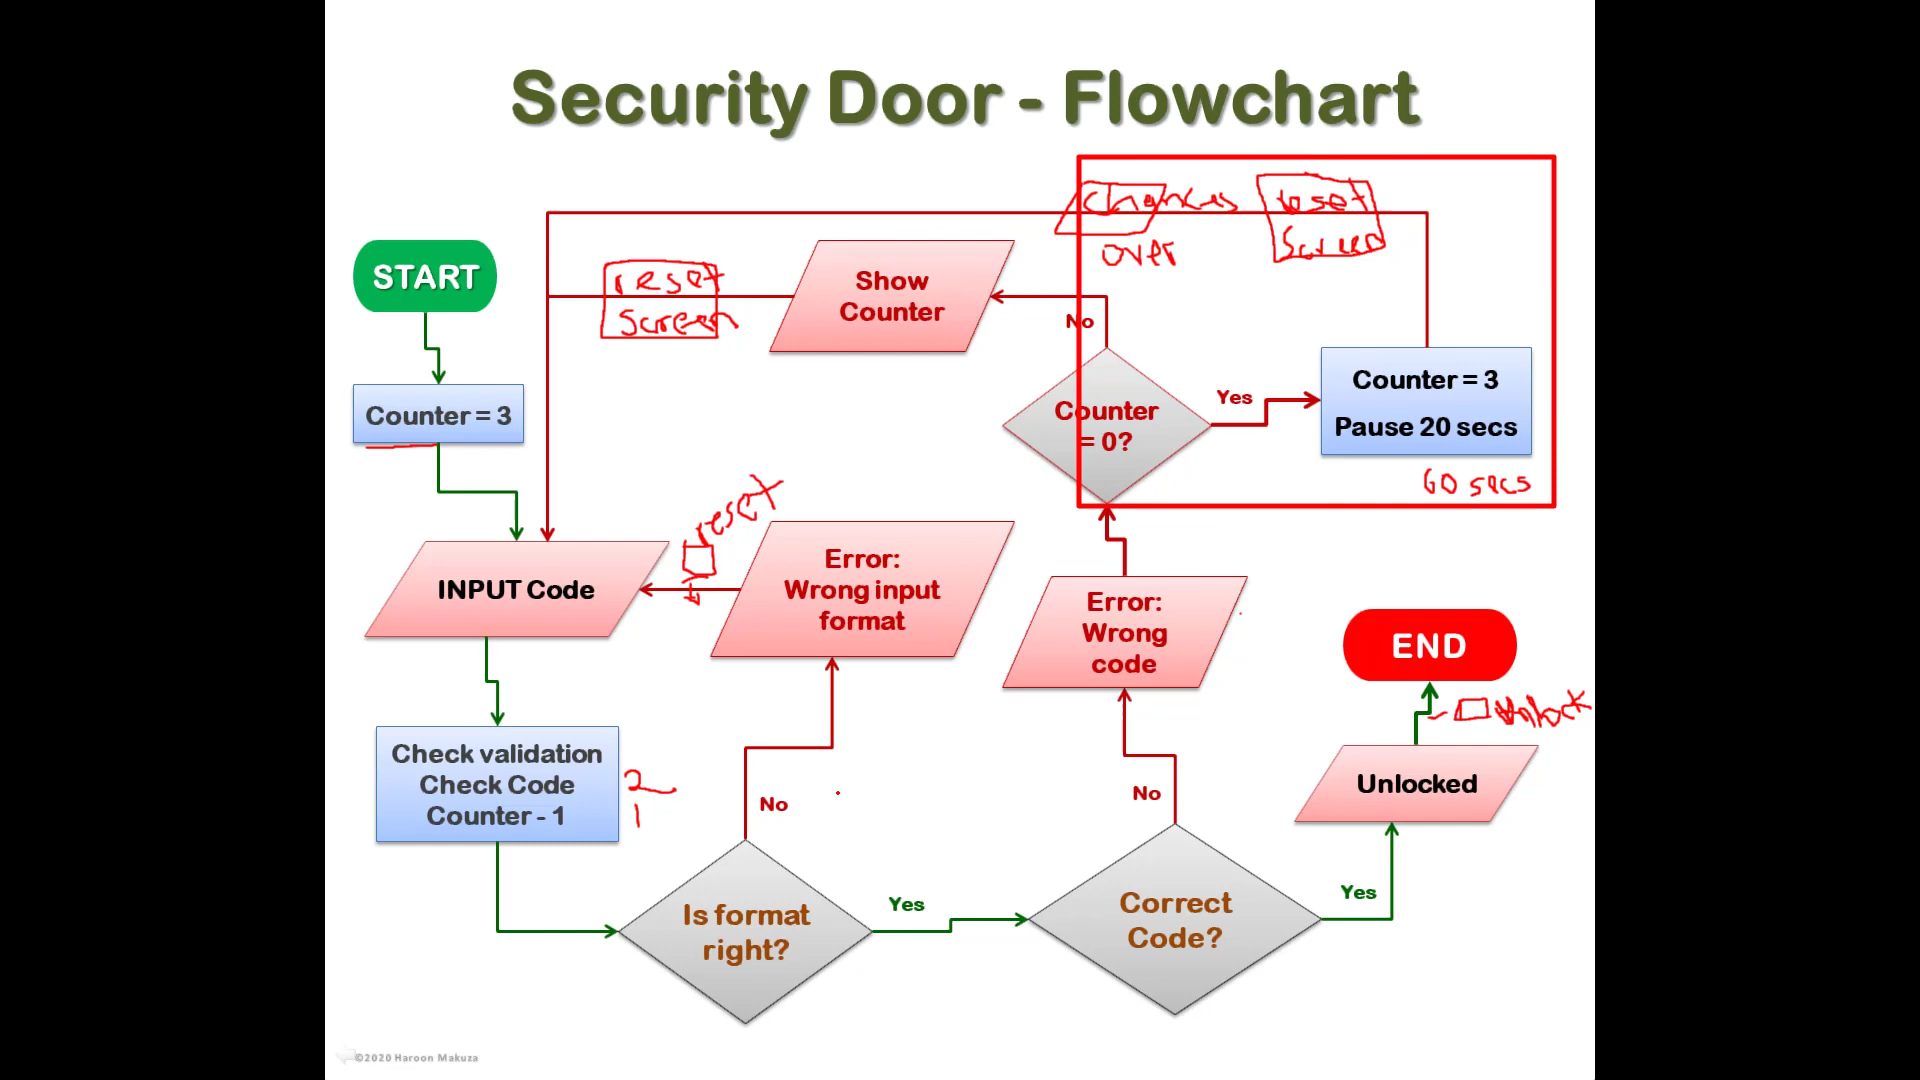 Security Door - Flowchart
Chances
over
reset
Screen
START
reset
Screen
Show
Counter
No
Counter = 3
Counter
= 0?
Yes
Counter = 3
Pause 20 secs
60 secs
reset
INPUT Code
Error:
Wrong input
format
Error:
Wrong
code
END
Unlock
Check validation
Check Code
Counter - 1
2
1
No
No
Unlocked
Is format
right?
Yes
Correct
Code?
Yes
©2020 Haroon Makuza